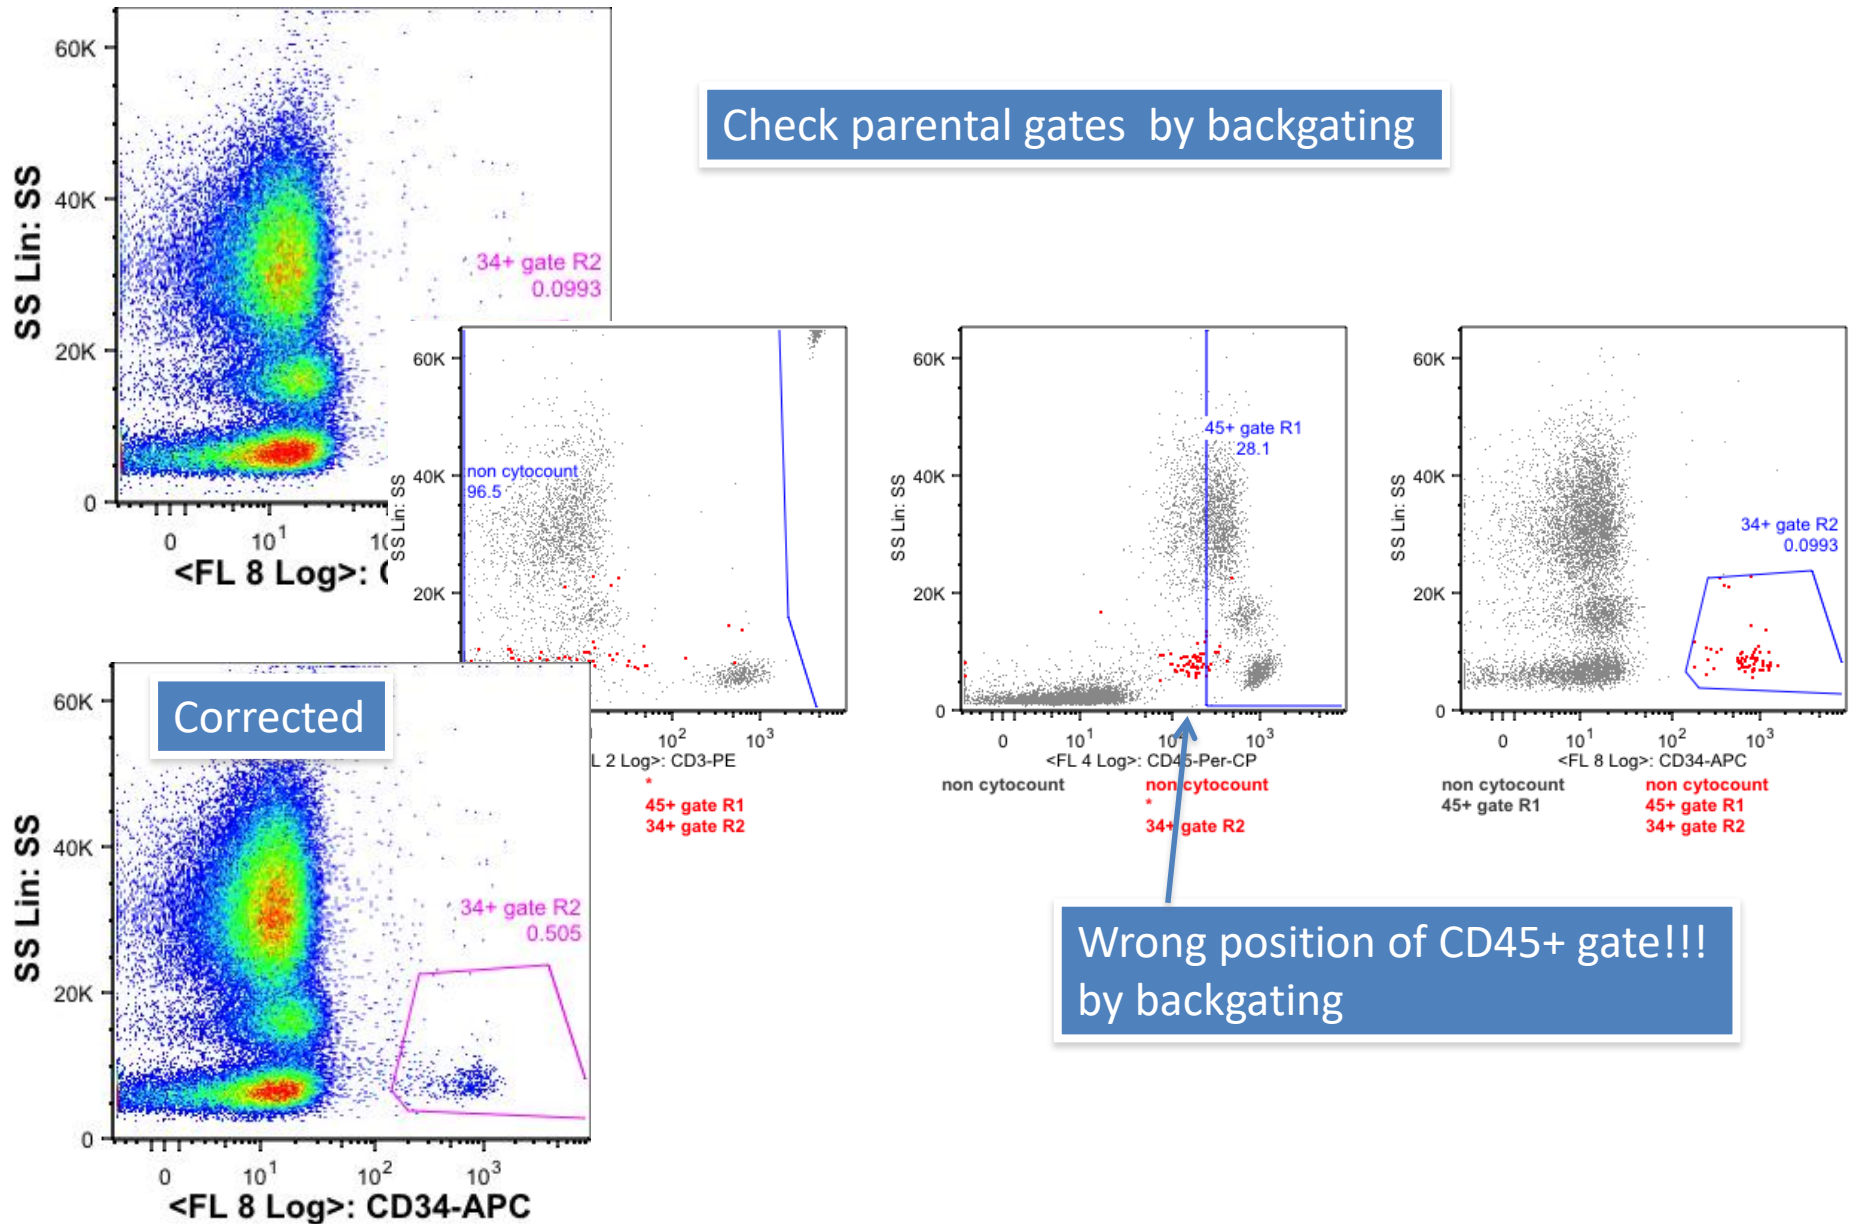 Check parental gates by backgating
60K
40K
20K
0
SS Lin: SS
34+ gate R2
0.0993
0
10¹
<FL 8 Log>:
60K
40K
20K
SS Lin: SS
non cytocount
96.5
10²
10³
L 2 Log>: CD3-PE
*
45+ gate R1
34+ gate R2
60K
40K
20K
0
SS Lin: SS
45+ gate R1
28.1
0
10¹
10³
<FL 4 Log>: CD45-Per-CP
non cytocount
non cytocount
*
34+ gate R2
60K
40K
20K
0
SS Lin: SS
34+ gate R2
0.0993
0
10¹
10²
10³
<FL 8 Log>: CD34-APC
non cytocount
45+ gate R1
non cytocount
45+ gate R1
34+ gate R2
Corrected
60K
40K
20K
0
SS Lin: SS
34+ gate R2
0.505
0
10¹
10²
10³
<FL 8 Log>: CD34-APC
Wrong position of CD45+ gate!!!
by backgating